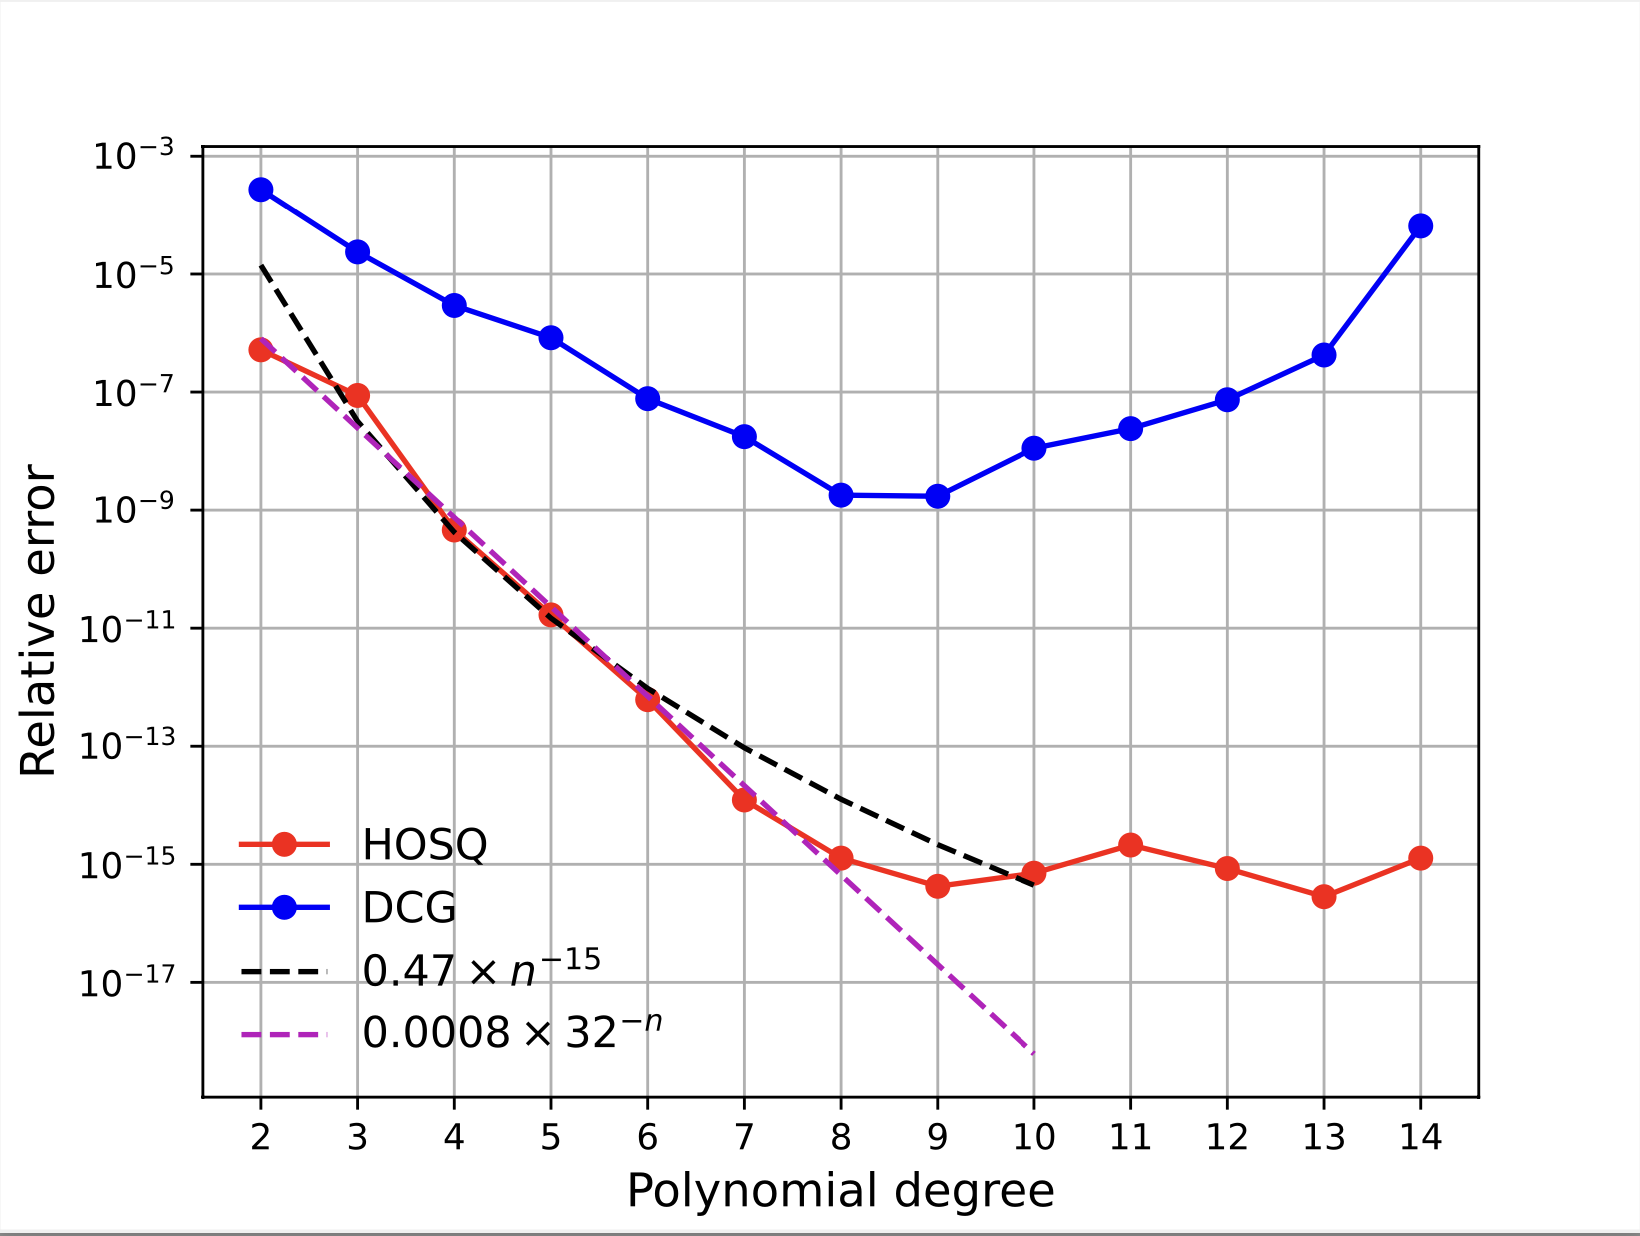 10⁻³
10⁻⁵
10⁻⁷
10⁻⁹
10⁻¹¹
10⁻¹³
10⁻¹⁵
10⁻¹⁷
Relative error
HOSQ
DCG
0.47 × n⁻¹⁵
0.0008 × 32⁻ⁿ
2 3 4 5 6 7 8 9 10 11 12 13 14
Polynomial degree